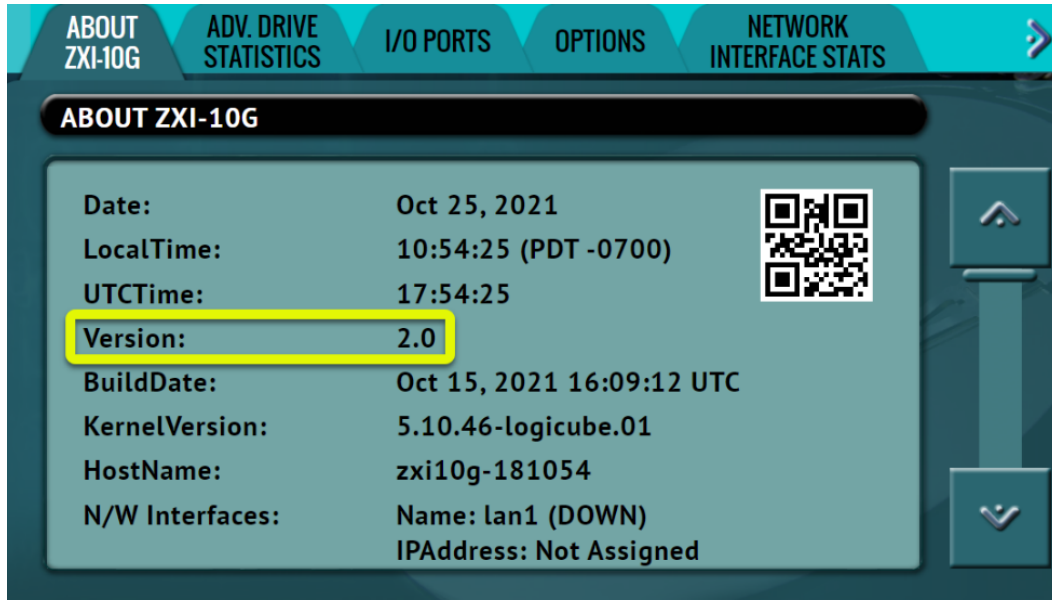 ABOUT ZXI-10G
ADV. DRIVE STATISTICS
I/O PORTS
OPTIONS
NETWORK INTERFACE STATS
ABOUT ZXI-10G
Date: Oct 25, 2021
LocalTime: 10:54:25 (PDT -0700)
UTCTime: 17:54:25
Version: 2.0
BuildDate: Oct 15, 2021 16:09:12 UTC
KernelVersion: 5.10.46-logicube.01
HostName: zxi10g-181054
N/W Interfaces: Name: lan1 (DOWN)
IPAddress: Not Assigned